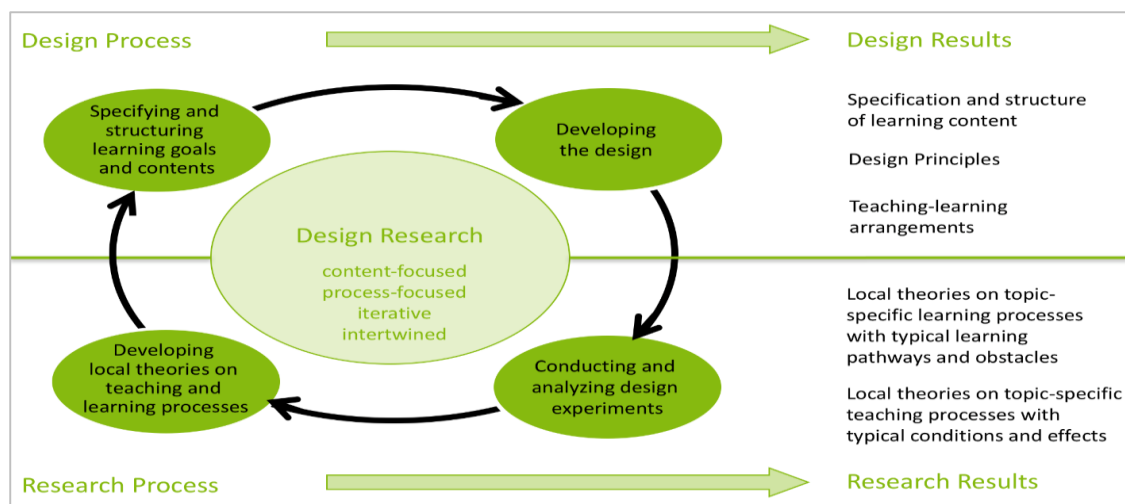 Design Process
Design Results
Specifying and
structuring
learning goals
and contents
Developing
the design
Specification and structure
of learning content
Design Principles
Teaching-learning
arrangements
Design Research
content-focused
process-focused
iterative
intertwined
Developing
local theories on
teaching and
learning processes
Conducting and
analyzing design
experiments
Local theories on topic-
specific learning processes
with typical learning
pathways and obstacles
Local theories on topic-specific
teaching processes with
typical conditions and effects
Research Process
Research Results